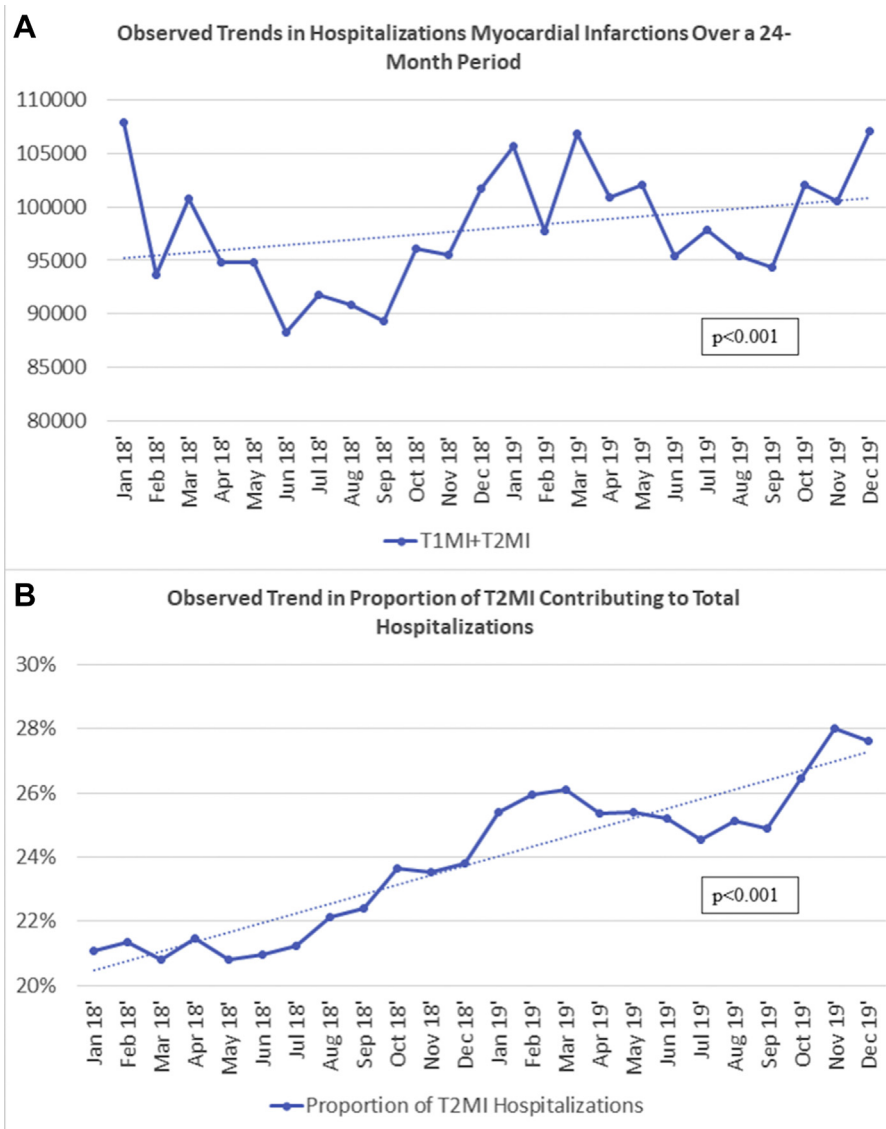 A
Observed Trends in Hospitalizations Myocardial Infarctions Over a 24-
Month Period
110000
105000
100000
95000
90000
85000
80000
p<0.001
Jan 18'
Feb 18'
Mar 18'
Apr 18'
May 18'
Jun 18'
Jul 18'
Aug 18'
Sep 18'
Oct 18'
Nov 18'
Dec 18'
Jan 19'
Feb 19'
Mar 19'
Apr 19'
May 19'
Jun 19'
Jul 19'
Aug 19'
Sep 19'
Oct 19'
Nov 19'
Dec 19'
T1MI+T2MI
B
Observed Trend in Proportion of T2MI Contributing to Total
Hospitalizations
30%
28%
26%
24%
22%
20%
p<0.001
Jan 18'
Feb 18'
Mar 18'
Apr 18'
May 18'
Jun 18'
Jul 18'
Aug 18'
Sep 18'
Oct 18'
Nov 18'
Dec 18'
Jan 19'
Feb 19'
Mar 19'
Apr 19'
May 19'
Jun 19'
Jul 19'
Aug 19'
Sep 19'
Oct 19'
Nov 19'
Dec 19'
Proportion of T2MI Hospitalizations